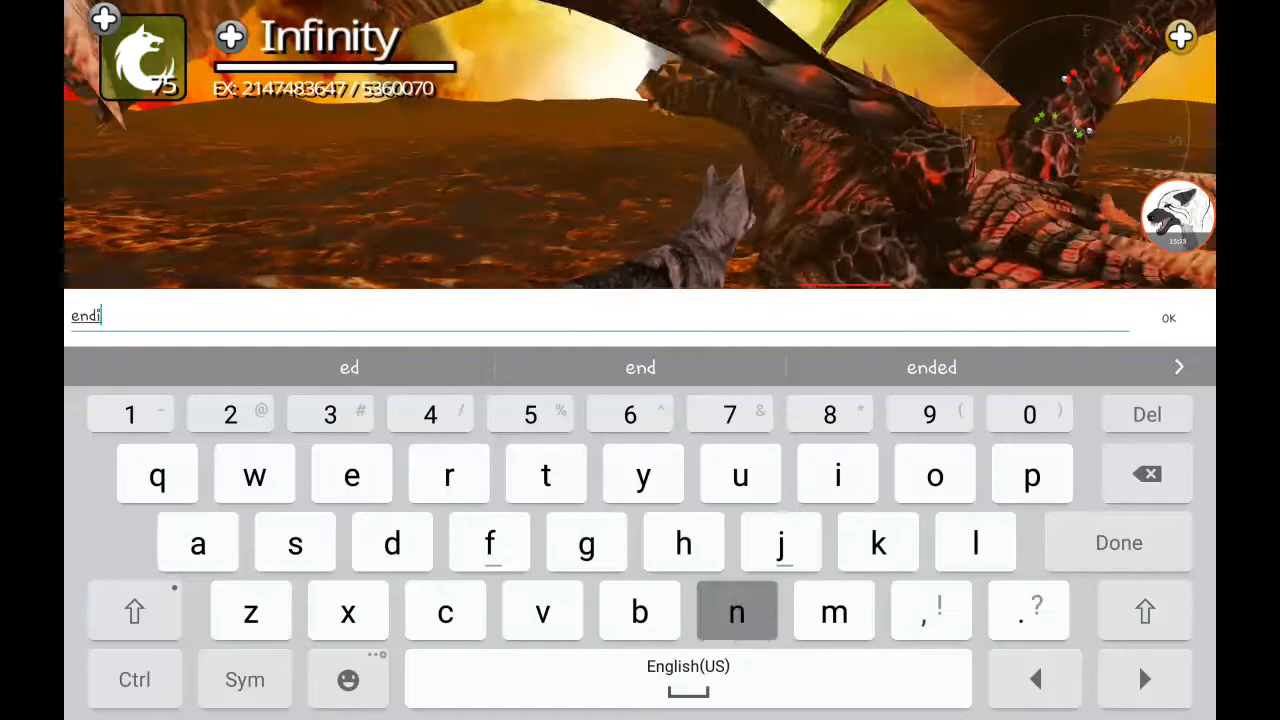 Infinity
75
EX: 2147483647 / 5360070
endi
OK
ed end ended
1 - 2 @ 3 # 4 / 5 % 6 ^ 7 & 8 * 9 ( 0 ) Del
q w e r t y u i o p
a s d f g h j k l Done
z x c v b n m , ! . ?
Ctrl Sym English(US)